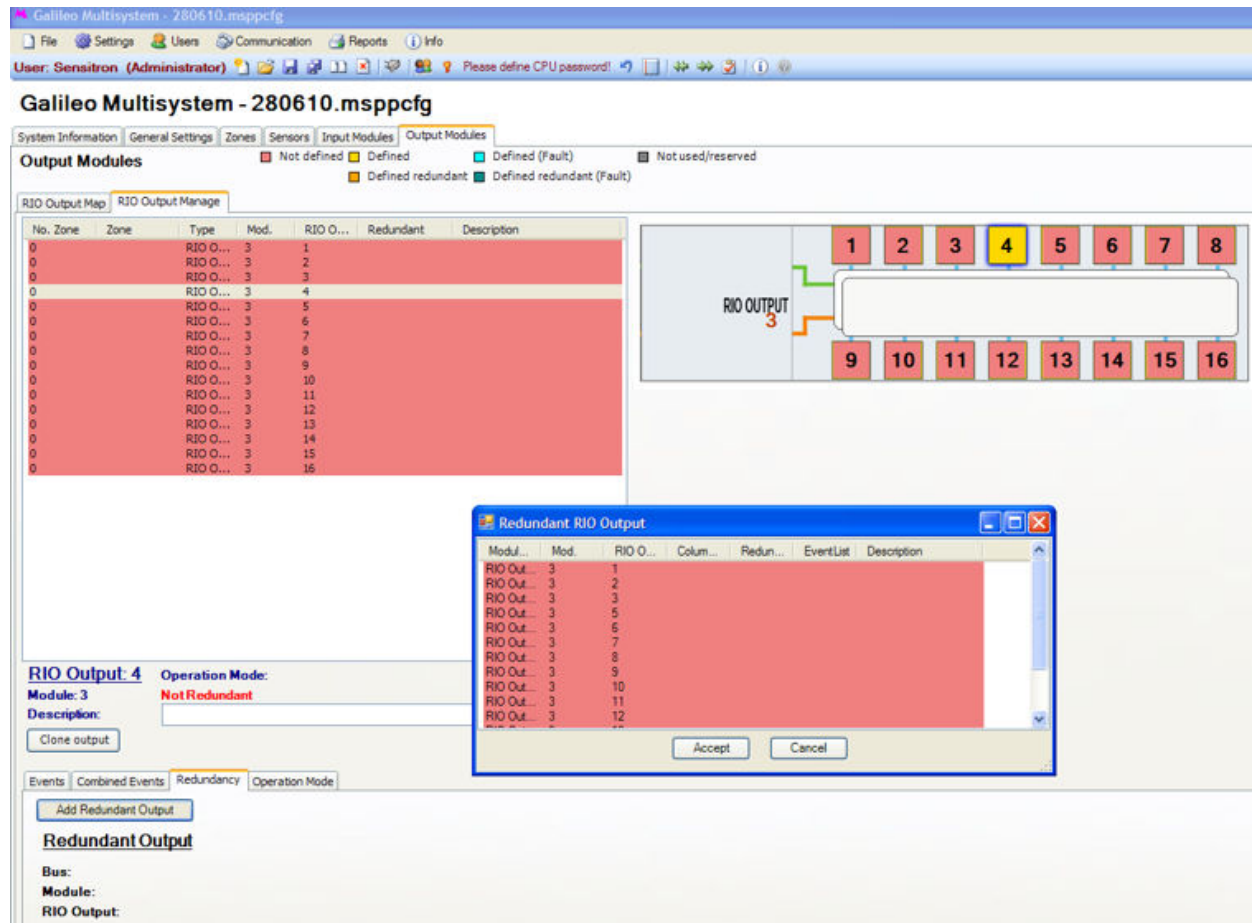 Galileo Multisystem - 280610.msppcfg
File Settings Users Communication Reports Info
User: Sensitron (Administrator) Please define CPU password!
Galileo Multisystem - 280610.msppcfg
System Information General Settings Zones Sensors Input Modules Output Modules
Output Modules Not defined Defined Defined (Fault) Not used/reserved
Defined redundant Defined redundant (Fault)
RIO Output Map RIO Output Manage
No. Zone Zone Type Mod. RIO O... Redundant Description
0 RIO O... 3 1
0 RIO O... 3 2
0 RIO O... 3 3
0 RIO O... 3 4
0 RIO O... 3 5
0 RIO O... 3 6
0 RIO O... 3 7
0 RIO O... 3 8
0 RIO O... 3 9
0 RIO O... 3 10
0 RIO O... 3 11
0 RIO O... 3 12
0 RIO O... 3 13
0 RIO O... 3 14
0 RIO O... 3 15
0 RIO O... 3 16
1 2 3 4 5 6 7 8
RIO OUTPUT
3
9 10 11 12 13 14 15 16
Redundant RIO Output
Modul... Mod. RIO O... Colum... Redun... EventList Description
RIO Out... 3 1
RIO Out... 3 2
RIO Out... 3 3
RIO Out... 3 5
RIO Out... 3 6
RIO Out... 3 7
RIO Out... 3 8
RIO Out... 3 9
RIO Out... 3 10
RIO Out... 3 11
RIO Out... 3 12
Accept Cancel
RIO Output: 4 Operation Mode:
Module: 3 Not Redundant
Description:
Clone output
Events Combined Events Redundancy Operation Mode
Add Redundant Output
Redundant Output
Bus:
Module:
RIO Output: